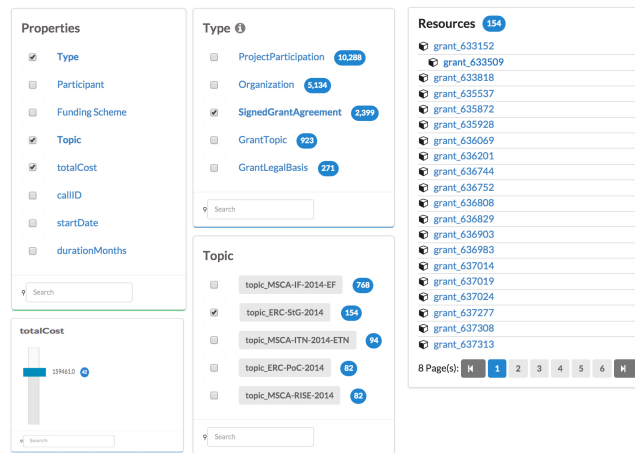 Properties
Type
Participant
Funding Scheme
Topic
totalCost
callID
startDate
durationMonths
Search
totalCost
1594610 42
Search
Type
ProjectParticipation 10,288
Organization 5,134
SignedGrantAgreement 2,399
GrantTopic 923
GrantLegalBasis 271
Search
Topic
topic_MSCA-IF-2014-EF 768
topic_ERC-StG-2014 154
topic_MSCA-ITN-2014-ETN 94
topic_ERC-PoC-2014 82
topic_MSCA-RISE-2014 82
Search
Resources 154
grant_633152
grant_633509
grant_633818
grant_635537
grant_635872
grant_635928
grant_636069
grant_636201
grant_636744
grant_636752
grant_636808
grant_636829
grant_636903
grant_636983
grant_637014
grant_637019
grant_637024
grant_637277
grant_637308
grant_637313
8 Page(s): 1 2 3 4 5 6